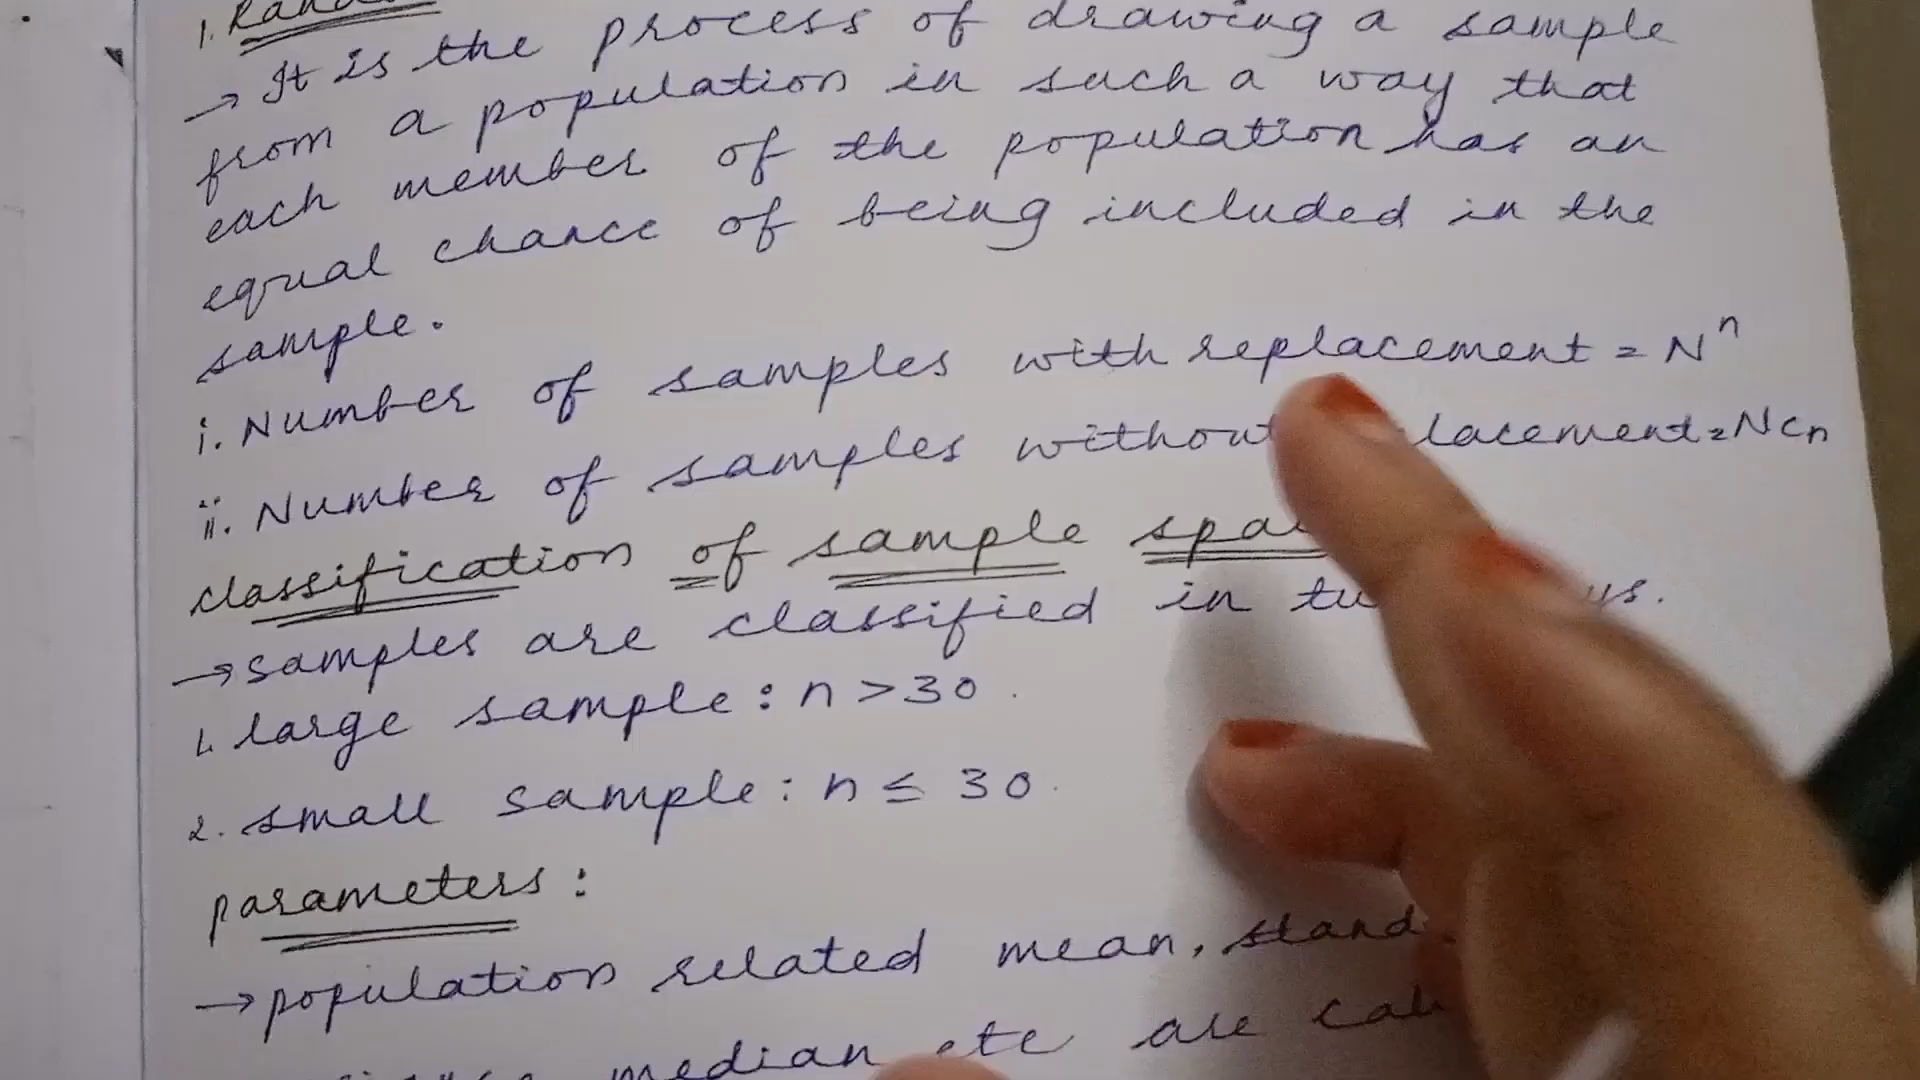 1.
→ It is the process of drawing a sample
from a population in such a way that
each member of the population has an
equal chance of being included in the
sample.
i. Number of samples with replacement = Nⁿ
ii. Number of samples without lacement = Ncn
classification of sample
→ samples are classified in
1. large sample : n > 30
2. small sample : n ≤ 30
parameters :
→ population related mean,
median etc are